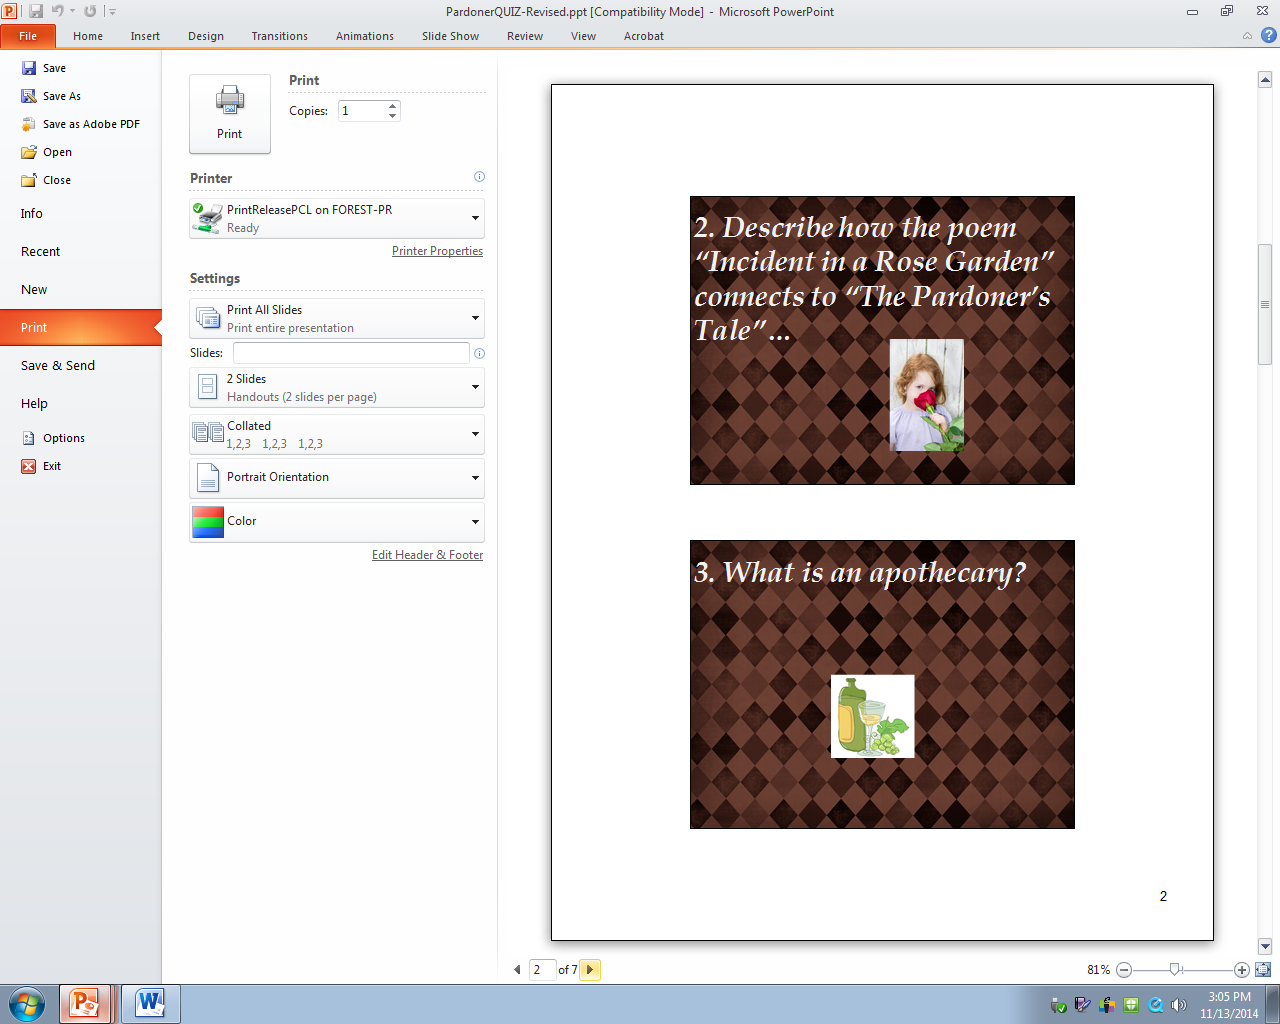 PardonerQUIZ-Revised.ppt [Compatibility Mode] - Microsoft PowerPoint
File Home Insert Design Transitions Animations Slide Show Review View Acrobat
Save
Save As
Save as Adobe PDF
Open
Close
Info
Recent
New
Print
Save & Send
Help
Options
Exit
Print
Print
Copies: 1
Printer
PrintReleasePCL on FOREST-PR
Ready
Printer Properties
Settings
Print All Slides
Print entire presentation
Slides:
2 Slides
Handouts (2 slides per page)
Collated
1,2,3 1,2,3 1,2,3
Portrait Orientation
Color
Edit Header & Footer
2. Describe how the poem
“Incident in a Rose Garden”
connects to “The Pardoner’s
Tale”...
3. What is an apothecary?
2
2 of 7
81%
3:05 PM
11/13/2014